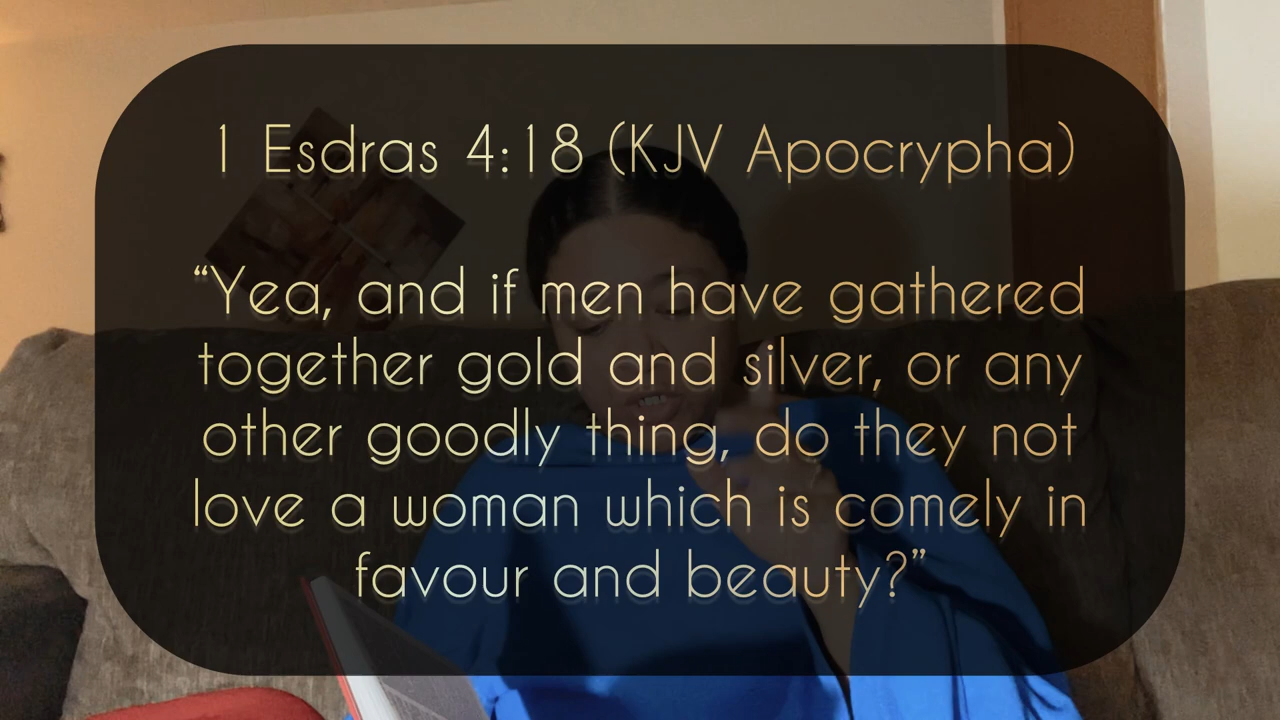 1 Esdras 4:18 (KJV Apocrypha)
“Yea, and if men have gathered
together gold and silver, or any
other goodly thing, do they not
love a woman which is comely in
favour and beauty?”